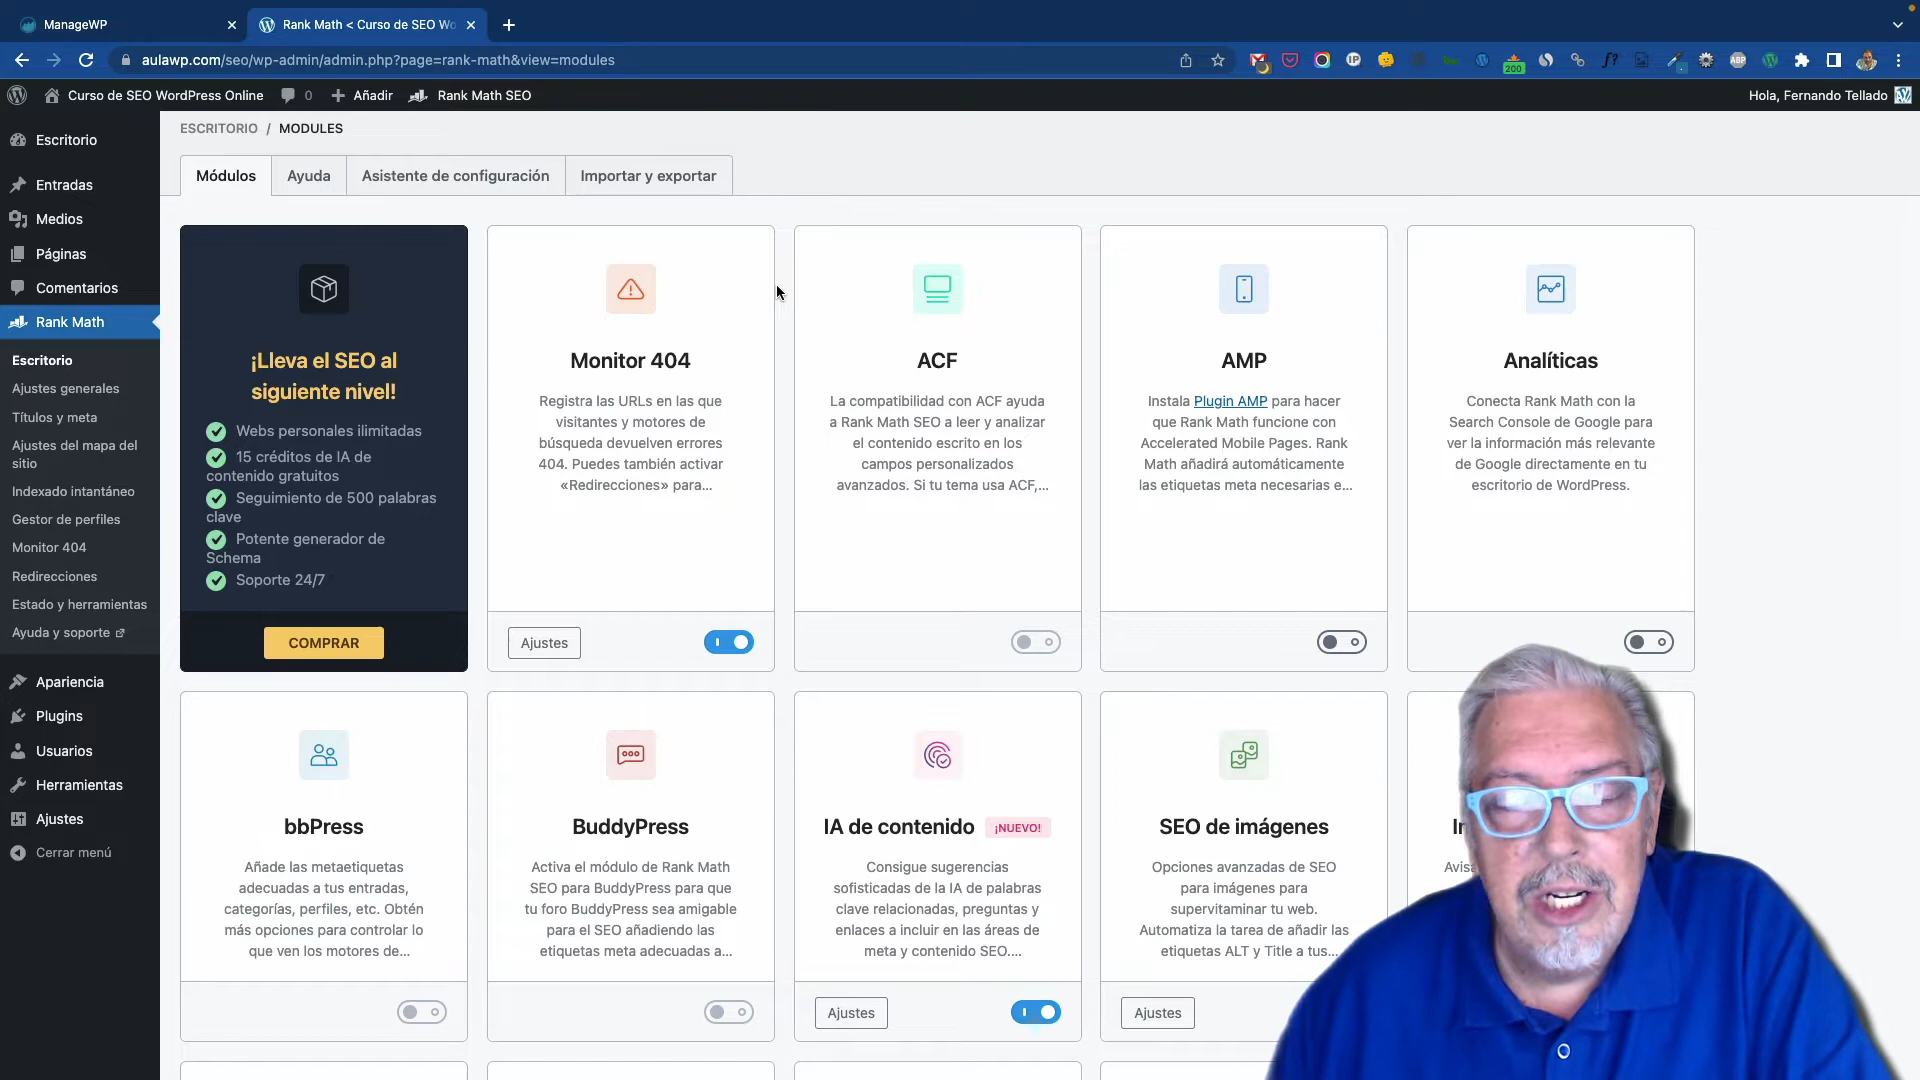 ManageWP
Rank Math < Curso de SEO Wo
aulawp.com/seo/wp-admin/admin.php?page=rank-math&view=modules
200
IP
ABP
f?
Curso de SEO WordPress Online
0
Añadir
Rank Math SEO
Hola, Fernando Tellado
Escritorio
Entradas
Medios
Páginas
Comentarios
Rank Math
Escritorio
Ajustes generales
Títulos y meta
Ajustes del mapa del
sitio
Indexado intantáneo
Gestor de perfiles
Monitor 404
Redirecciones
Estado y herramientas
Ayuda y soporte
Apariencia
Plugins
Usuarios
Herramientas
Ajustes
Cerrar menú
ESCRITORIO / MODULES
Módulos
Ayuda
Asistente de configuración
Importar y exportar
¡Lleva el SEO al
siguiente nivel!
Webs personales ilimitadas
15 créditos de IA de
contenido gratuitos
Seguimiento de 500 palabras
clave
Potente generador de
Schema
Soporte 24/7
COMPRAR
Monitor 404
Registra las URLs en las que
visitantes y motores de
búsqueda devuelven errores
404. Puedes también activar
«Redirecciones» para...
Ajustes
ACF
La compatibilidad con ACF ayuda
a Rank Math SEO a leer y analizar
el contenido escrito en los
campos personalizados
avanzados. Si tu tema usa ACF,...
AMP
Instala Plugin AMP para hacer
que Rank Math funcione con
Accelerated Mobile Pages. Rank
Math añadirá automáticamente
las etiquetas meta necesarias e...
Analíticas
Conecta Rank Math con la
Search Console de Google para
ver la información más relevante
de Google directamente en tu
escritorio de WordPress.
bbPress
Añade las metaetiquetas
adecuadas a tus entradas,
categorías, perfiles, etc. Obtén
más opciones para controlar lo
que ven los motores de...
BuddyPress
Activa el módulo de Rank Math
SEO para BuddyPress para que
tu foro BuddyPress sea amigable
para el SEO añadiendo las
etiquetas meta adecuadas a...
IA de contenido ¡NUEVO!
Consigue sugerencias
sofisticadas de la IA de palabras
clave relacionadas, preguntas y
enlaces a incluir en las áreas de
meta y contenido SEO....
Ajustes
SEO de imágenes
Opciones avanzadas de SEO
para imágenes para
supervitaminar tu web.
Automatiza la tarea de añadir las
etiquetas ALT y Title a tus...
Ajustes